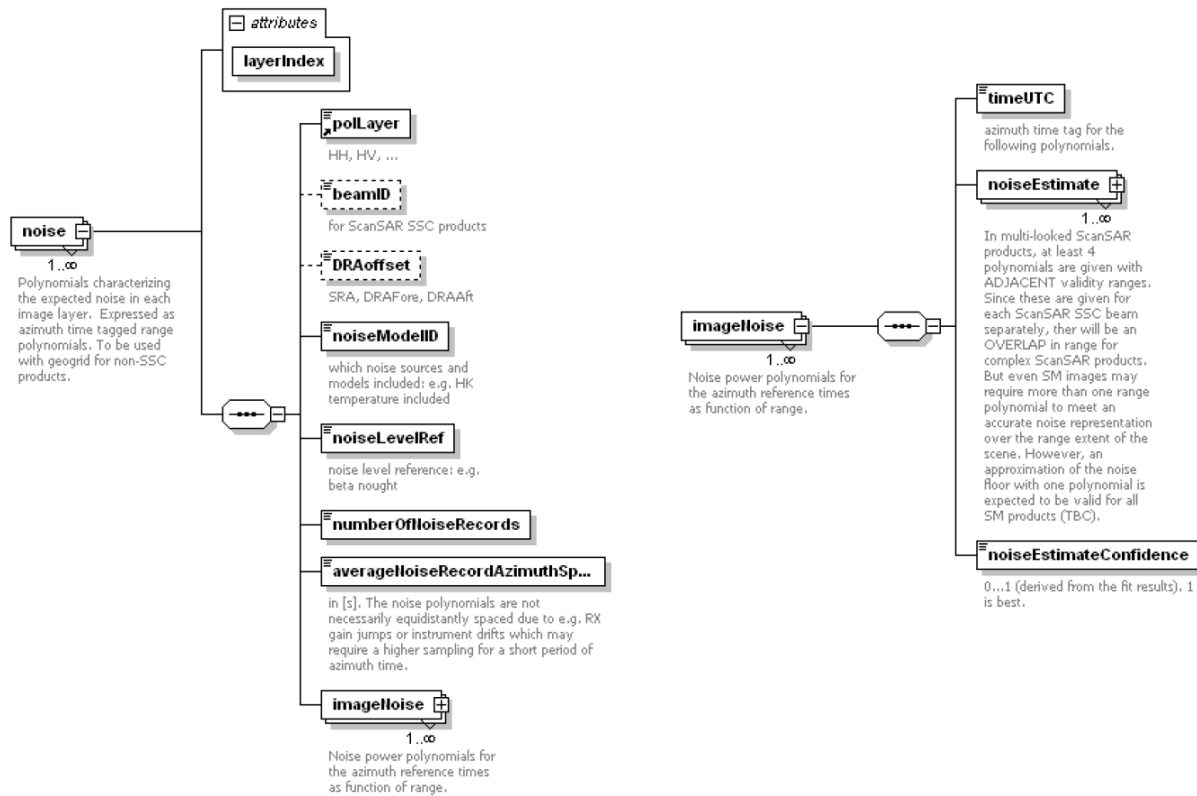 attributes
layerIndex
polLayer
HH, HV, ...
beamID
for ScanSAR SSC products
noise
1..∞
Polynomials characterizing
the expected noise in each
image layer.  Expressed as
azimuth time tagged range
polynomials. To be used
with geogrid for non-SSC
products.
DRAoffset
SRA, DRAFore, DRAAft
noiseModelID
which noise sources and
models included: e.g. HK
temperature included
noiseLevelRef
noise level reference: e.g.
beta nought
numberOfNoiseRecords
averageNoiseRecordAzimuthSp...
in [s]. The noise polynomials are not
necessarily equidistantly spaced due to e.g. RX
gain jumps or instrument drifts which may
require a higher sampling for a short period of
azimuth time.
imageNoise
1..∞
Noise power polynomials for
the azimuth reference times
as function of range.
imageNoise
1..∞
Noise power polynomials for
the azimuth reference times
as function of range.
timeUTC
azimuth time tag for the
following polynomials.
noiseEstimate
1..∞
In multi-looked ScanSAR
products, at least 4
polynomials are given with
ADJACENT validity ranges.
Since these are given for
each ScanSAR SSC beam
separately, ther will be an
OVERLAP in range for
complex ScanSAR products.
But even SM images may
require more than one range
polynomial to meet an
accurate noise representation
over the range extent of the
scene. However, an
approximation of the noise
floor with one polynomial is
expected to be valid for all
SM products (TBC).
noiseEstimateConfidence
0...1 (derived from the fit results). 1
is best.